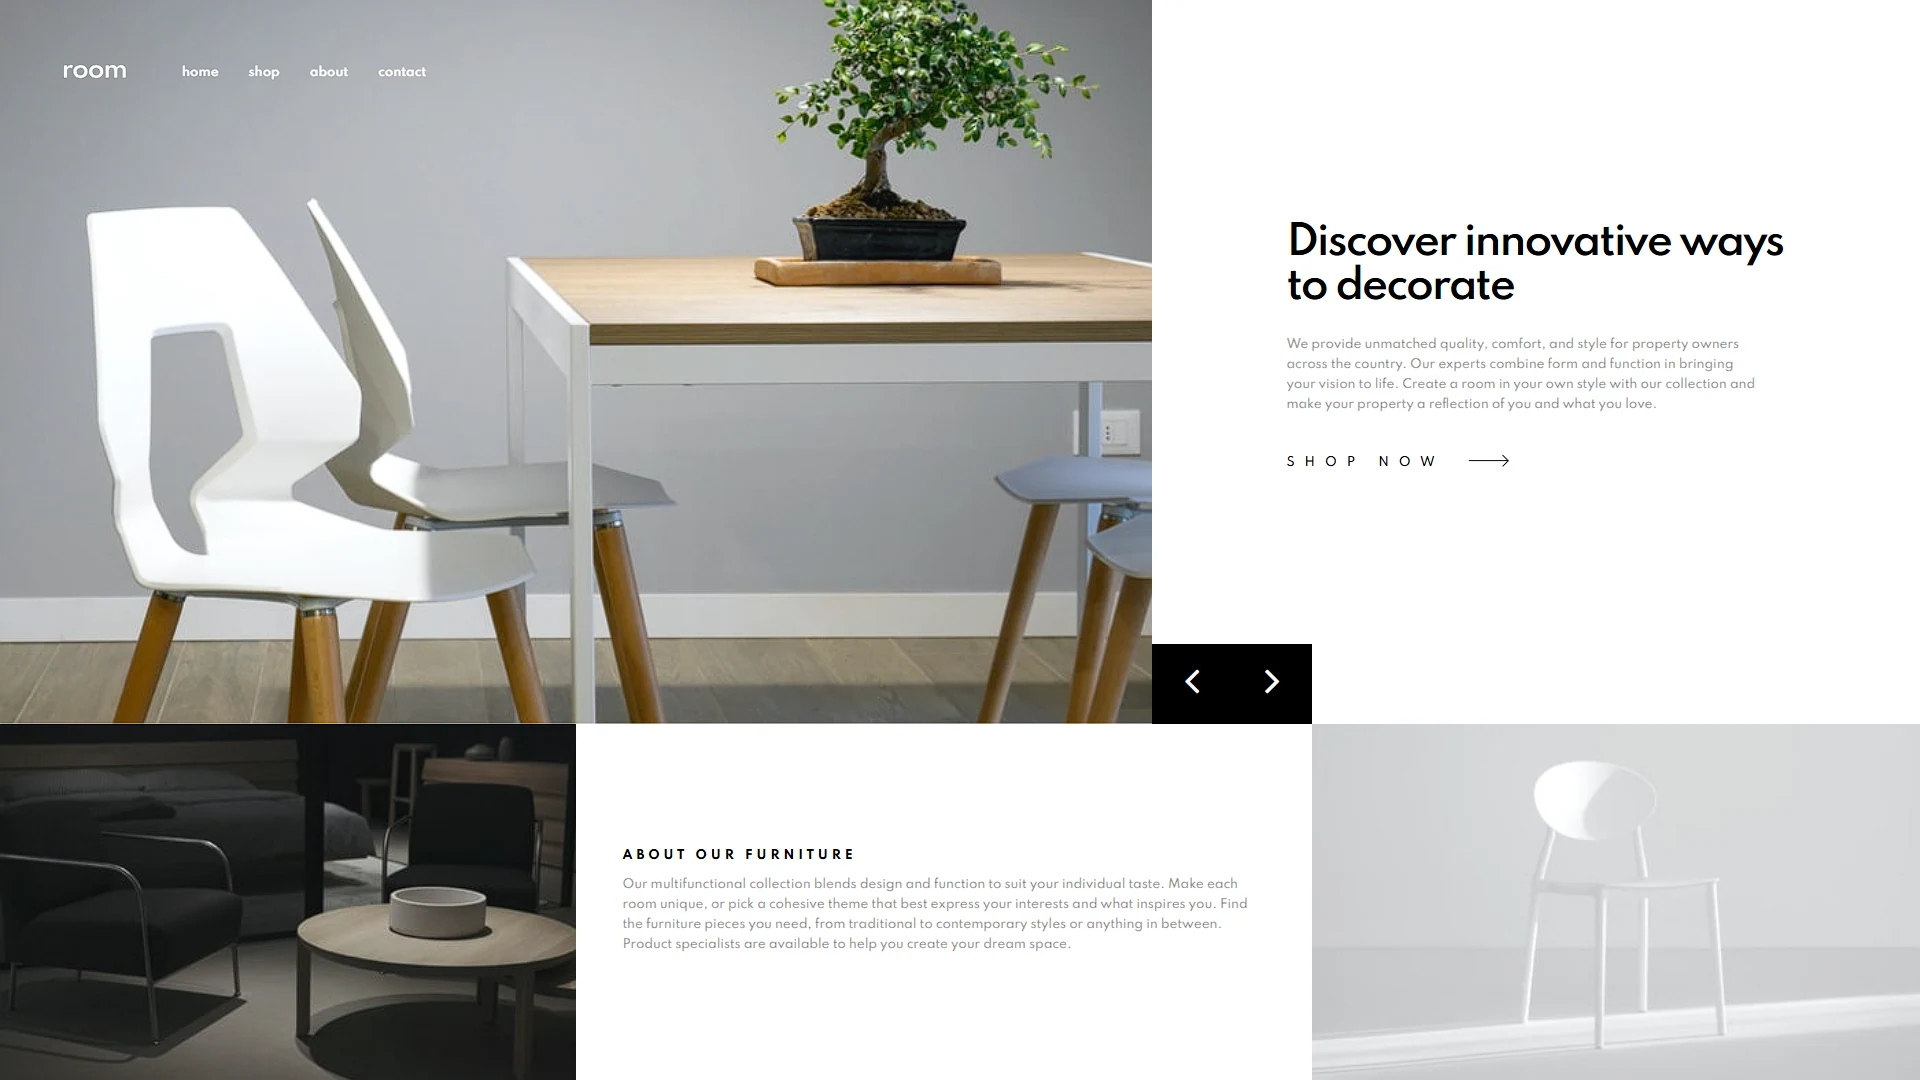 room
home shop about contact
Discover innovative ways
to decorate
We provide unmatched quality, comfort, and style for property owners
across the country. Our experts combine form and function in bringing
your vision to life. Create a room in your own style with our collection and
make your property a reflection of you and what you love.
SHOP NOW
ABOUT OUR FURNITURE
Our multifunctional collection blends design and function to suit your individual taste. Make each
room unique, or pick a cohesive theme that best express your interests and what inspires you. Find
the furniture pieces you need, from traditional to contemporary styles or anything in between.
Product specialists are available to help you create your dream space.